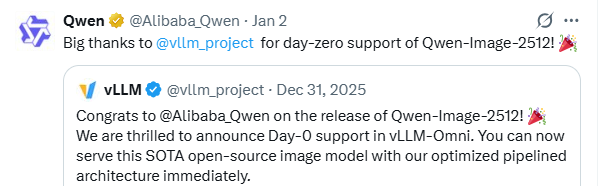 Qwen @Alibaba_Qwen · Jan 2
Big thanks to @vllm_project for day-zero support of Qwen-Image-2512! 🎉
vLLM @vllm_project · Dec 31, 2025
Congrats to @Alibaba_Qwen on the release of Qwen-Image-2512! 🎉
We are thrilled to announce Day-0 support in vLLM-Omni. You can now
serve this SOTA open-source image model with our optimized pipelined
architecture immediately.